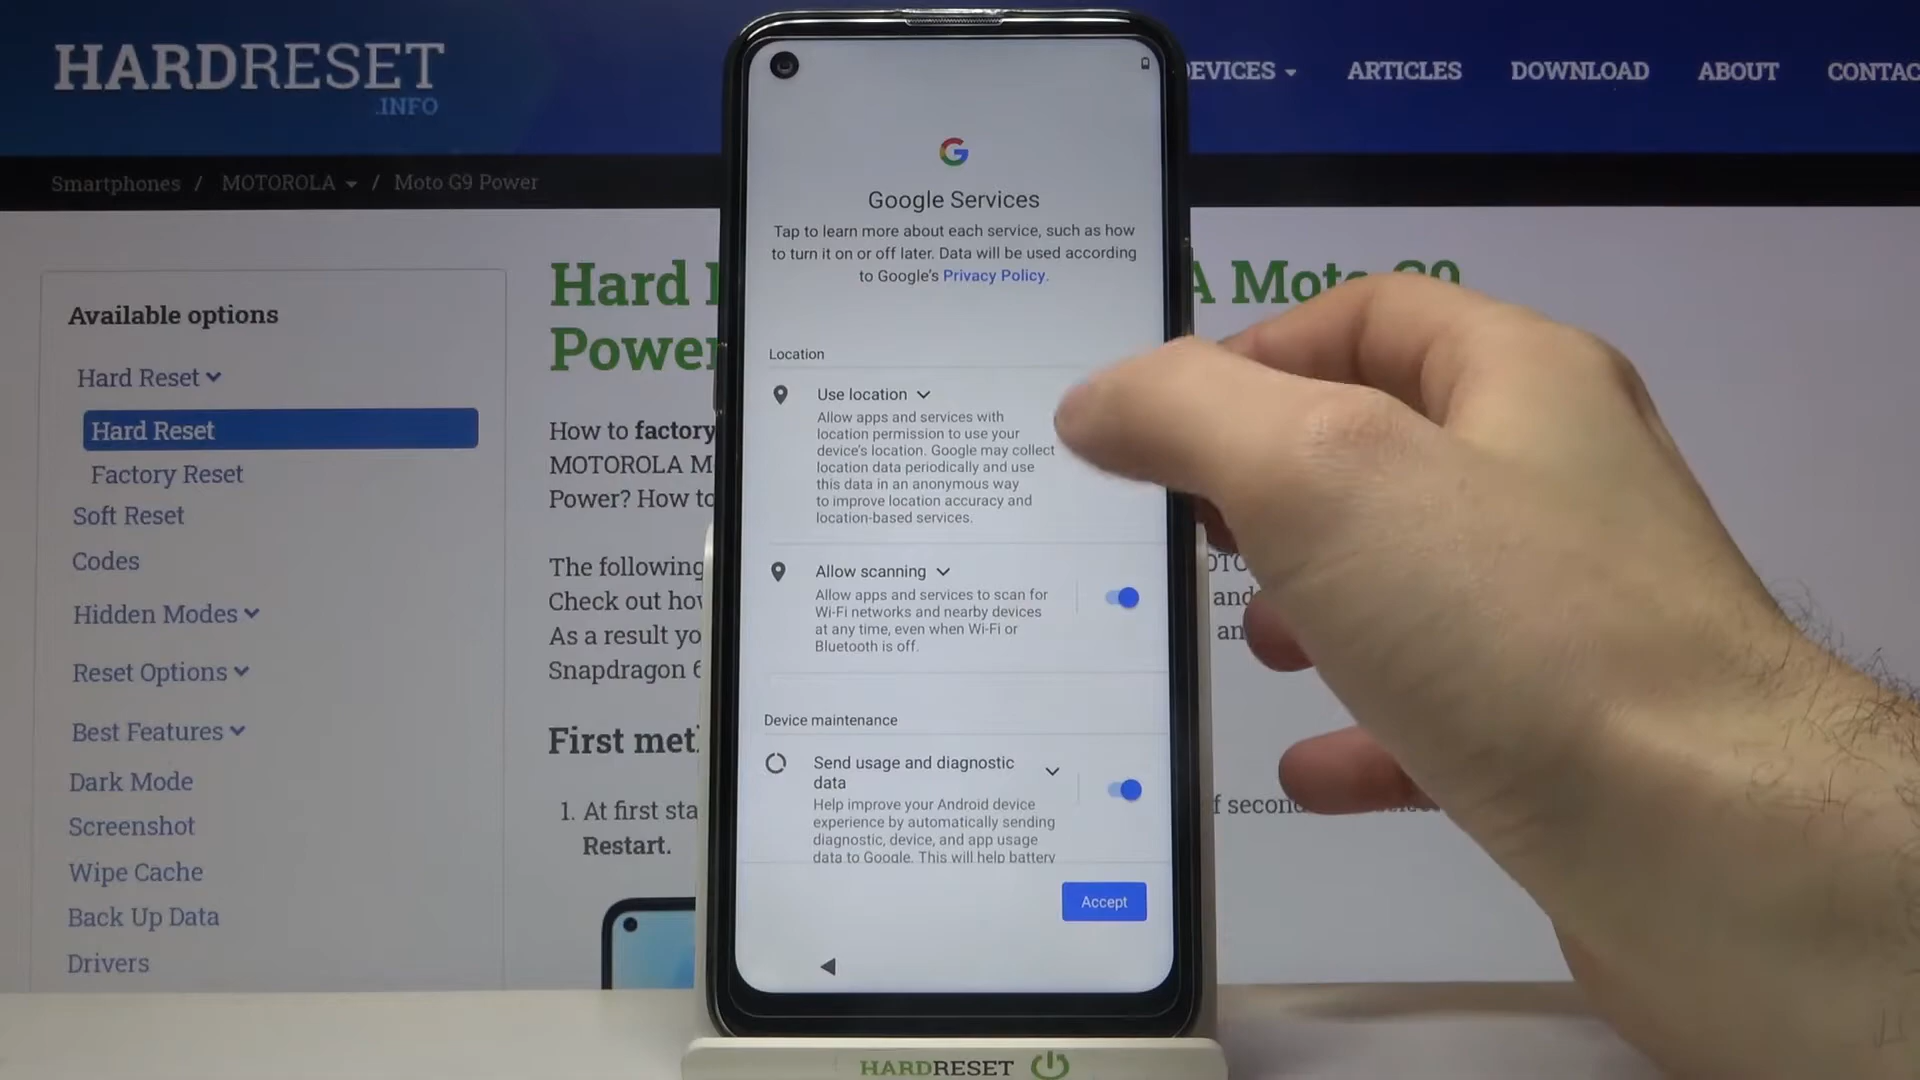 HARDRESET
.INFO
DEVICES
ARTICLES
DOWNLOAD
ABOUT
Smartphones / MOTOROLA / Moto G9 Power
Available options
Hard Reset
Hard Reset
Factory Reset
Soft Reset
Codes
Hidden Modes
Reset Options
Best Features
Dark Mode
Screenshot
Wipe Cache
Back Up Data
Drivers
Hard
A Moto G9
Power
How to factory
MOTOROLA
Power? How to
The following
Check out how
As a result yo
Snapdragon
First
1. At first sta
Restart.
Google Services
Tap to learn more about each service, such as how
to turn it on or off later. Data will be used according
to Google's Privacy Policy.
Location
Use location
Allow apps and services with
location permission to use your
device's location. Google may collect
location data periodically and use
this data in an anonymous way
to improve location accuracy and
location-based services.
Allow scanning
Allow apps and services to scan for
Wi-Fi networks and nearby devices
at any time, even when Wi-Fi or
Bluetooth is off.
Device maintenance
Send usage and diagnostic
data
Help improve your Android device
experience by automatically sending
diagnostic, device, and app usage
data to Google. This will help battery
Accept
HARDRESET